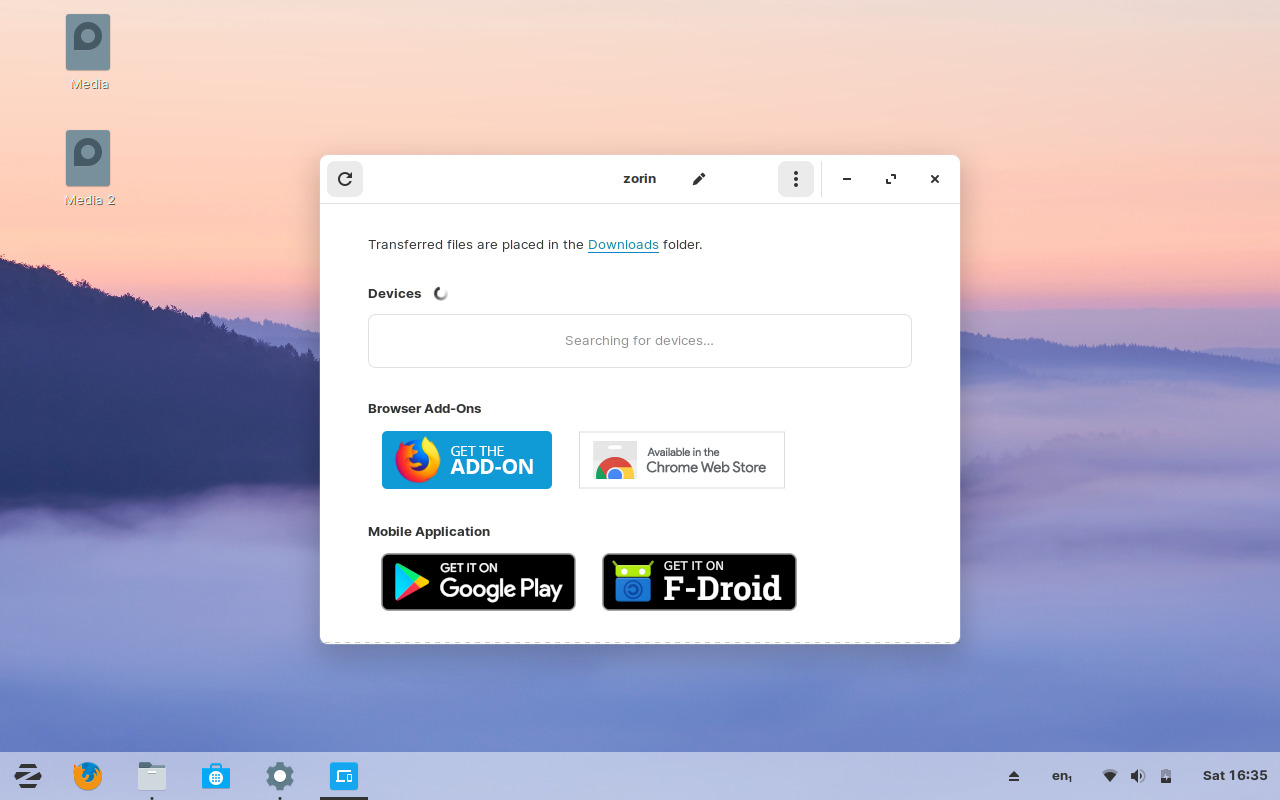 Media
Media 2
zorin
Transferred files are placed in the Downloads folder.
Devices
Searching for devices...
Browser Add-Ons
GET THE
ADD-ON
Available in the
Chrome Web Store
Mobile Application
GET IT ON
Google Play
GET IT ON
F-Droid
en₁
Sat 16:35